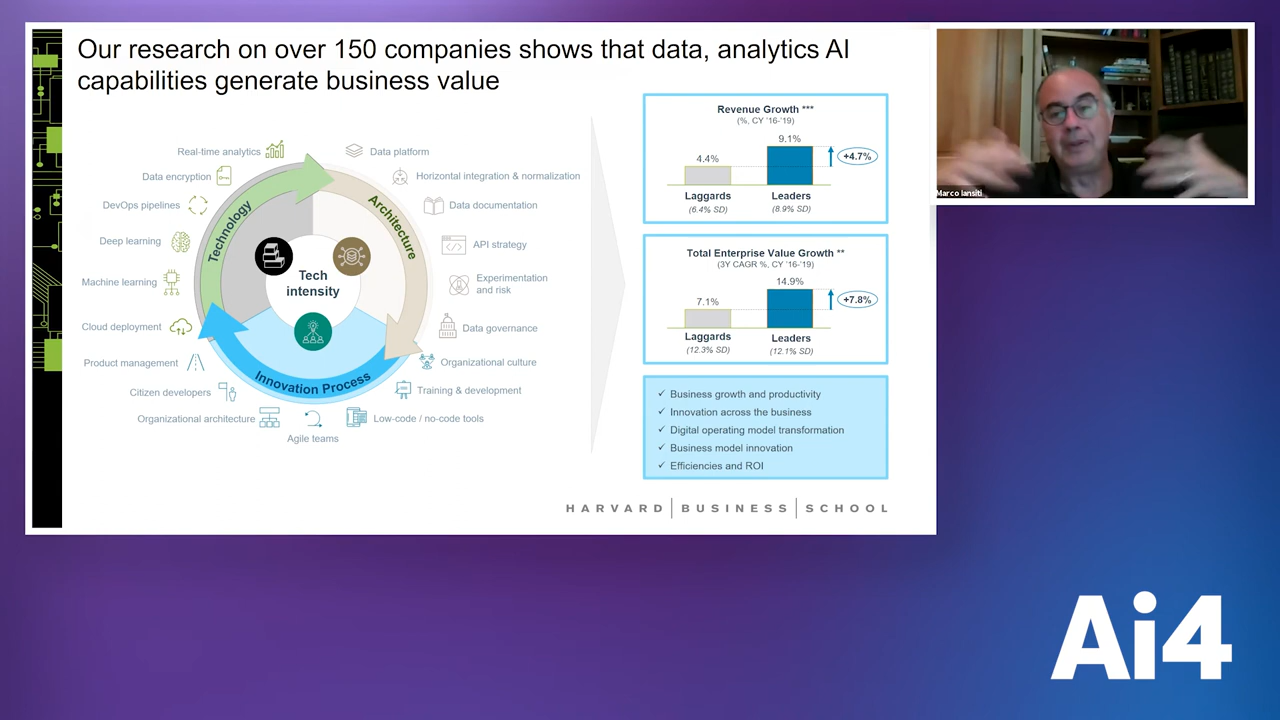 Our research on over 150 companies shows that data, analytics AI
capabilities generate business value
Real-time analytics
Data encryption
DevOps pipelines
Deep learning
Machine learning
Cloud deployment
Product management
Citizen developers
Organizational architecture
Agile teams
Data platform
Horizontal integration & normalization
Data documentation
API strategy
Experimentation
and risk
Data governance
Organizational culture
Training & development
Low-code / no-code tools
Technology
Architecture
Innovation Process
Tech
intensity
Revenue Growth ***
(%, CY '16-'19)
4.4%
9.1%
+4.7%
Laggards
Leaders
(6.4% SD)
(8.9% SD)
Total Enterprise Value Growth **
(3Y CAGR %, CY '16-'19)
7.1%
14.9%
+7.8%
Laggards
Leaders
(12.3% SD)
(12.1% SD)
✓ Business growth and productivity
✓ Innovation across the business
✓ Digital operating model transformation
✓ Business model innovation
✓ Efficiencies and ROI
HARVARD | BUSINESS | SCHOOL
Marco Iansiti
Ai4